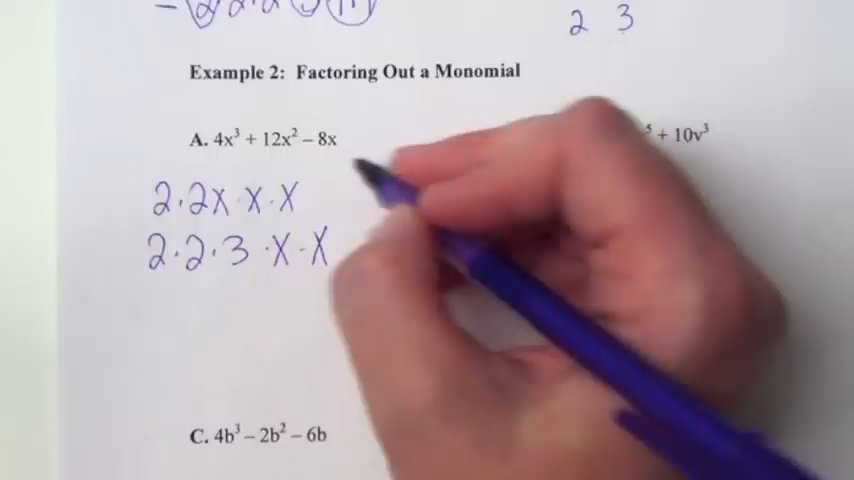 2 3
Example 2: Factoring Out a Monomial
A. 4x³ + 12x² – 8x
⁵ + 10v³
2·2x·x·x
2·2·3·x·x
C. 4b³ – 2b² – 6b